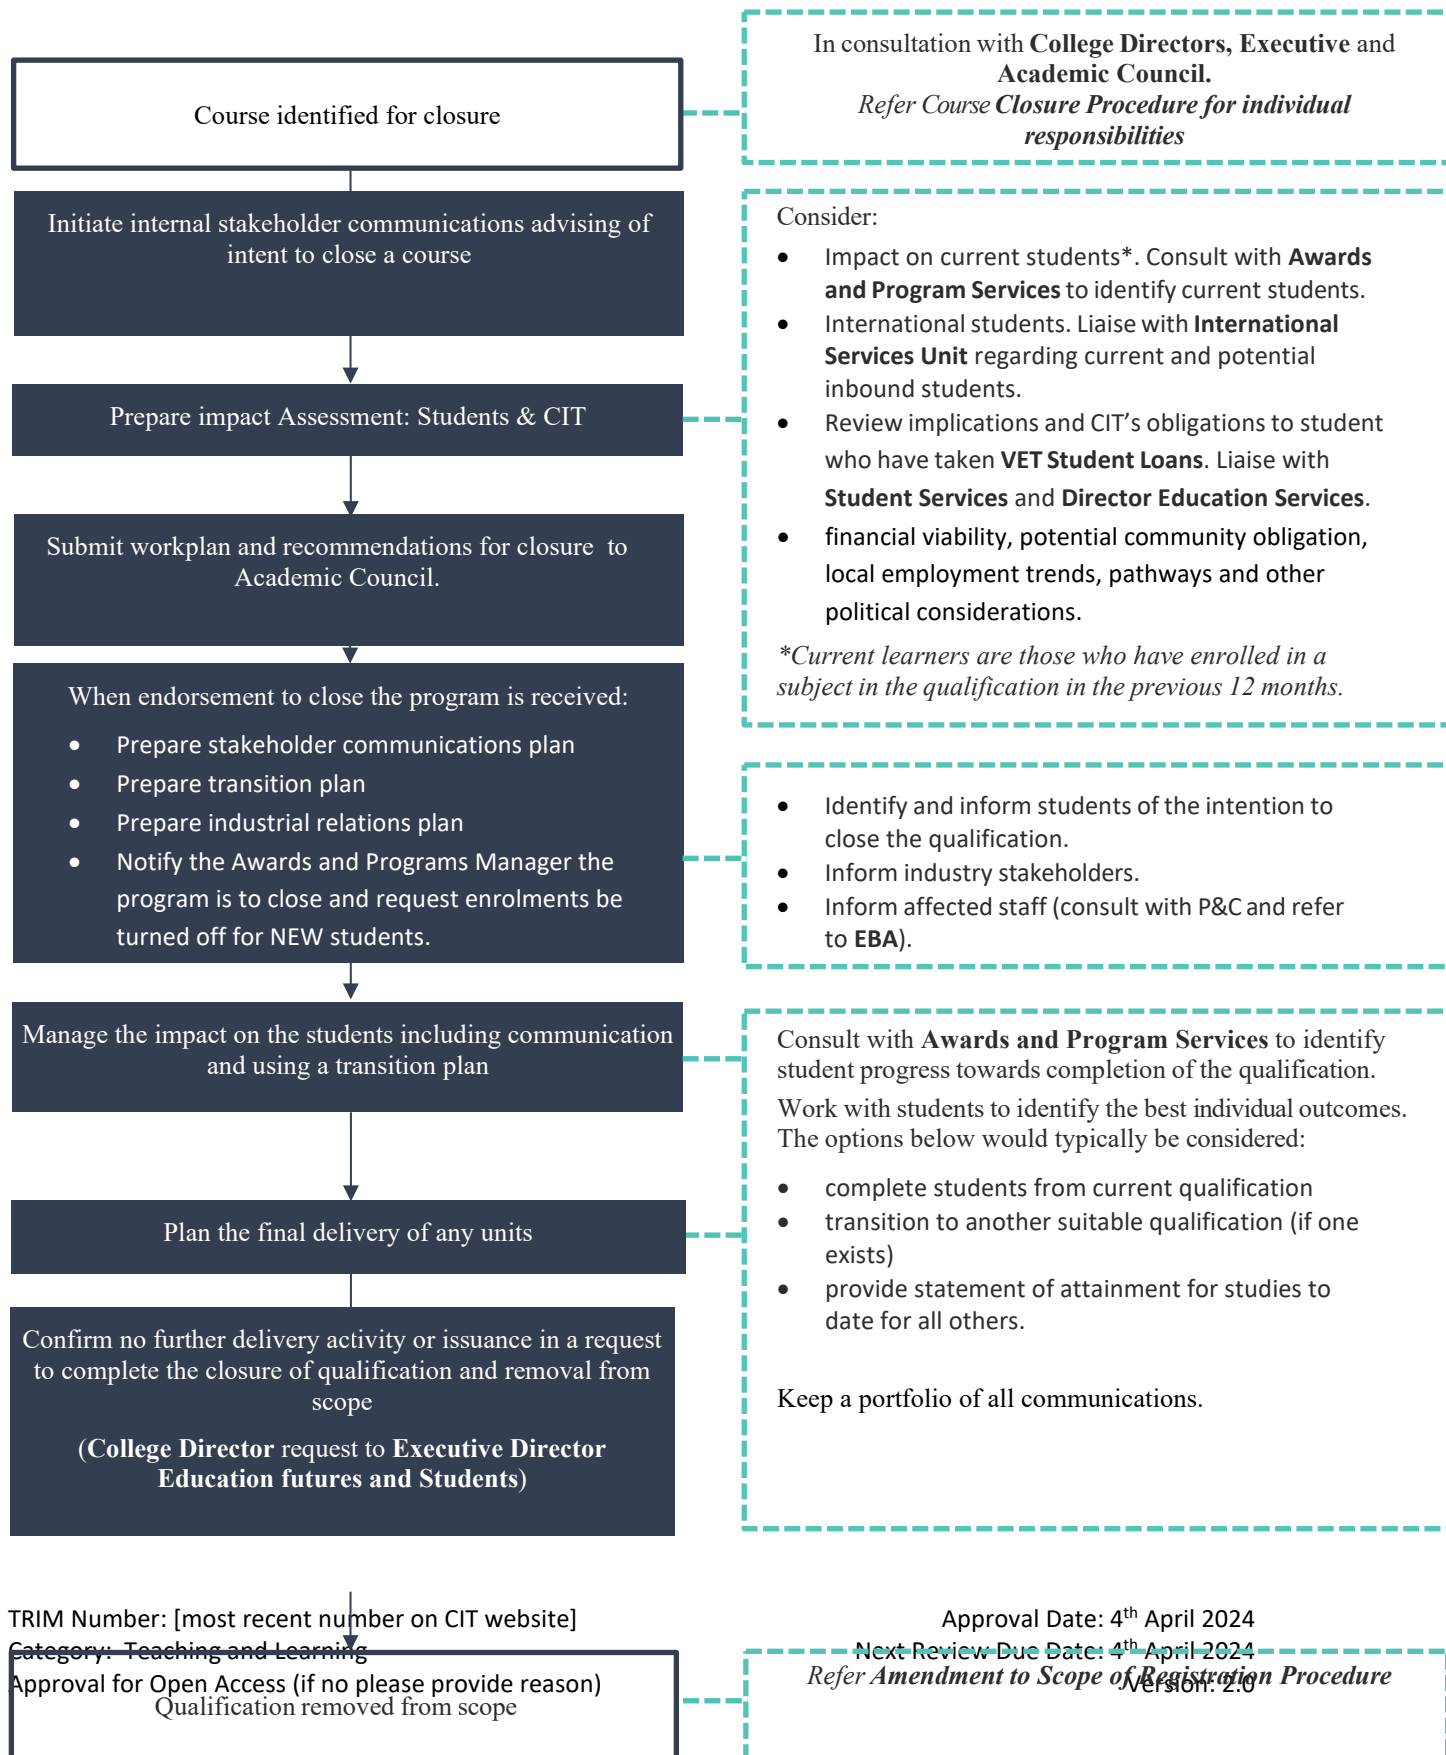 In consultation with College Directors, Executive and
Academic Council.
Refer Course Closure Procedure for individual
responsibilities
Course identified for closure
Initiate internal stakeholder communications advising of
intent to close a course
Consider:
• Impact on current students*. Consult with Awards
and Program Services to identify current students.
• International students. Liaise with International
Services Unit regarding current and potential
inbound students.
• Review implications and CIT’s obligations to student
who have taken VET Student Loans. Liaise with
Student Services and Director Education Services.
• financial viability, potential community obligation,
local employment trends, pathways and other
political considerations.
*Current learners are those who have enrolled in a
subject in the qualification in the previous 12 months.
Prepare impact Assessment: Students & CIT
Submit workplan and recommendations for closure to
Academic Council.
When endorsement to close the program is received:
• Prepare stakeholder communications plan
• Prepare transition plan
• Prepare industrial relations plan
• Notify the Awards and Programs Manager the
program is to close and request enrolments be
turned off for NEW students.
• Identify and inform students of the intention to
close the qualification.
• Inform industry stakeholders.
• Inform affected staff (consult with P&C and refer
to EBA).
Manage the impact on the students including communication
and using a transition plan
Consult with Awards and Program Services to identify
student progress towards completion of the qualification.
Work with students to identify the best individual outcomes.
The options below would typically be considered:
• complete students from current qualification
• transition to another suitable qualification (if one
exists)
• provide statement of attainment for studies to
date for all others.
Keep a portfolio of all communications.
Plan the final delivery of any units
Confirm no further delivery activity or issuance in a request
to complete the closure of qualification and removal from
scope
(College Director request to Executive Director
Education futures and Students)
TRIM Number: [most recent number on CIT website]
Category: Teaching and Learning
Approval for Open Access (if no please provide reason)
Approval Date: 4th April 2024
Next Review Due Date: 4th April 2024
Version: 2.0
Qualification removed from scope
Refer Amendment to Scope of Registration Procedure